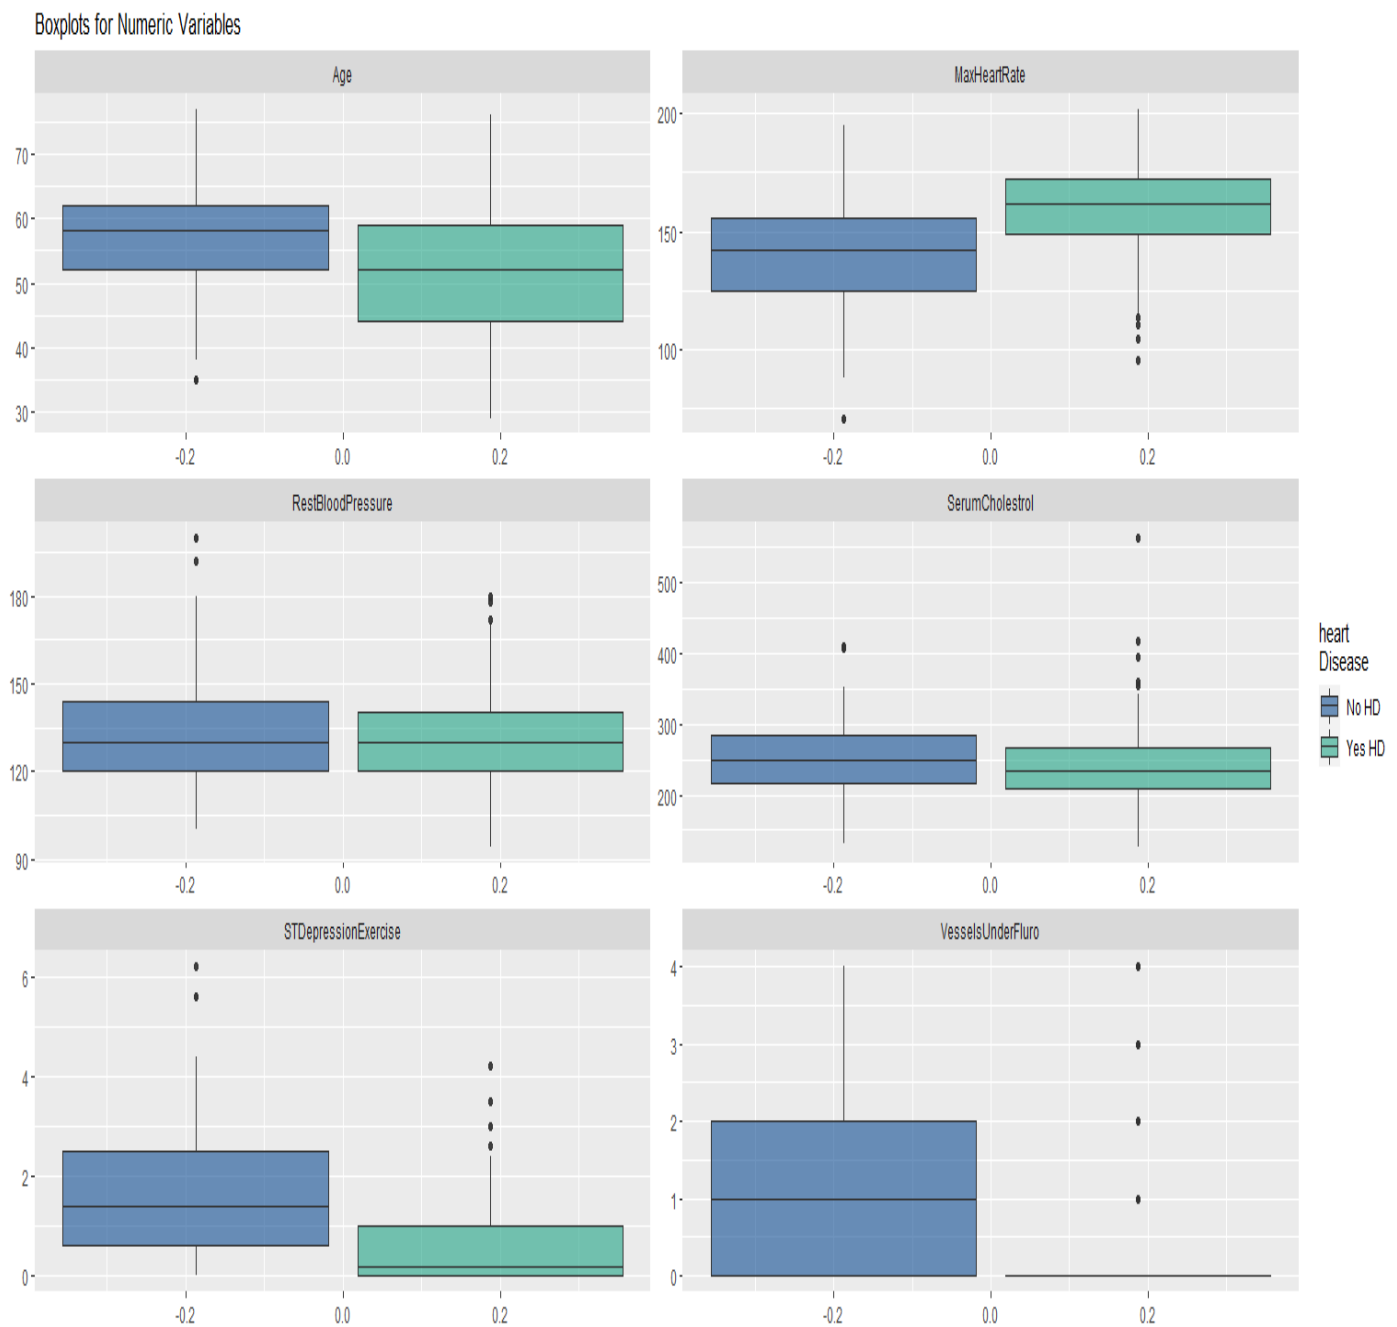 Boxplots for Numeric Variables
Age
MaxHeartRate
70
60
50
40
30
-0.2 0.0 0.2
200
150
100
-0.2 0.0 0.2
RestBloodPressure
SerumCholestrol
180
150
120
90
-0.2 0.0 0.2
500
400
300
200
-0.2 0.0 0.2
heart
Disease
No HD
Yes HD
STDepressionExercise
VesselsUnderFluro
6
4
2
0
-0.2 0.0 0.2
4
3
2
1
0
-0.2 0.0 0.2